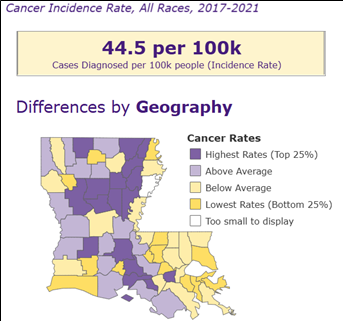 Cancer Incidence Rate, All Races, 2017-2021
44.5 per 100k
Cases Diagnosed per 100k people (Incidence Rate)
Differences by Geography
Cancer Rates
Highest Rates (Top 25%)
Above Average
Below Average
Lowest Rates (Bottom 25%)
Too small to display